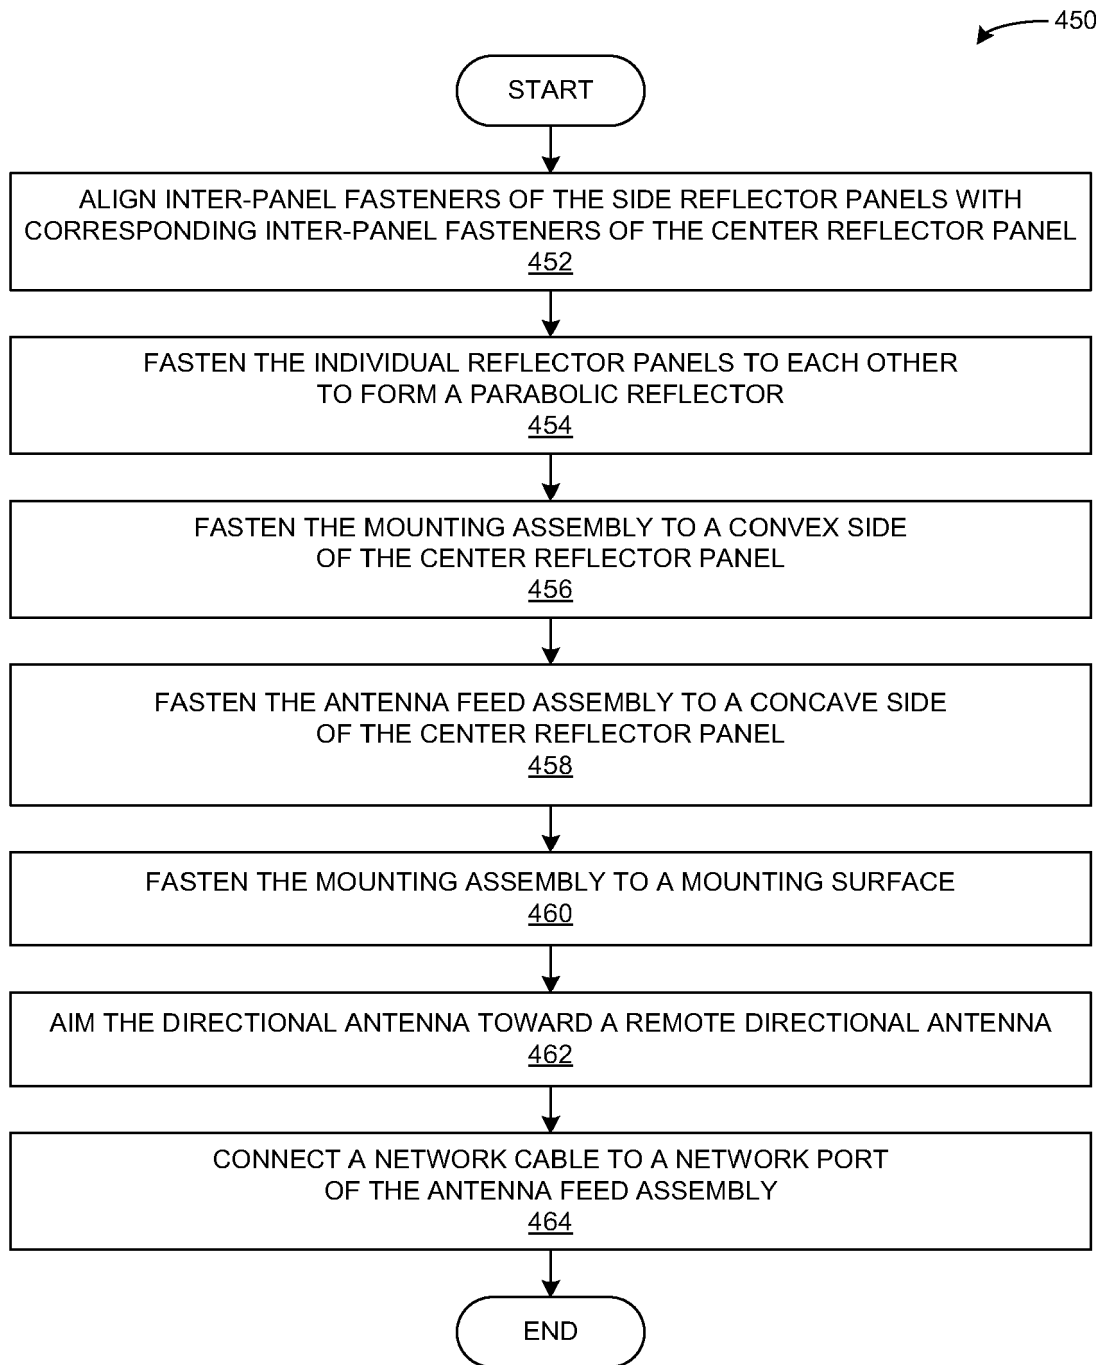 450
START
ALIGN INTER-PANEL FASTENERS OF THE SIDE REFLECTOR PANELS WITH
CORRESPONDING INTER-PANEL FASTENERS OF THE CENTER REFLECTOR PANEL
452
FASTEN THE INDIVIDUAL REFLECTOR PANELS TO EACH OTHER
TO FORM A PARABOLIC REFLECTOR
454
FASTEN THE MOUNTING ASSEMBLY TO A CONVEX SIDE
OF THE CENTER REFLECTOR PANEL
456
FASTEN THE ANTENNA FEED ASSEMBLY TO A CONCAVE SIDE
OF THE CENTER REFLECTOR PANEL
458
FASTEN THE MOUNTING ASSEMBLY TO A MOUNTING SURFACE
460
AIM THE DIRECTIONAL ANTENNA TOWARD A REMOTE DIRECTIONAL ANTENNA
462
CONNECT A NETWORK CABLE TO A NETWORK PORT
OF THE ANTENNA FEED ASSEMBLY
464
END